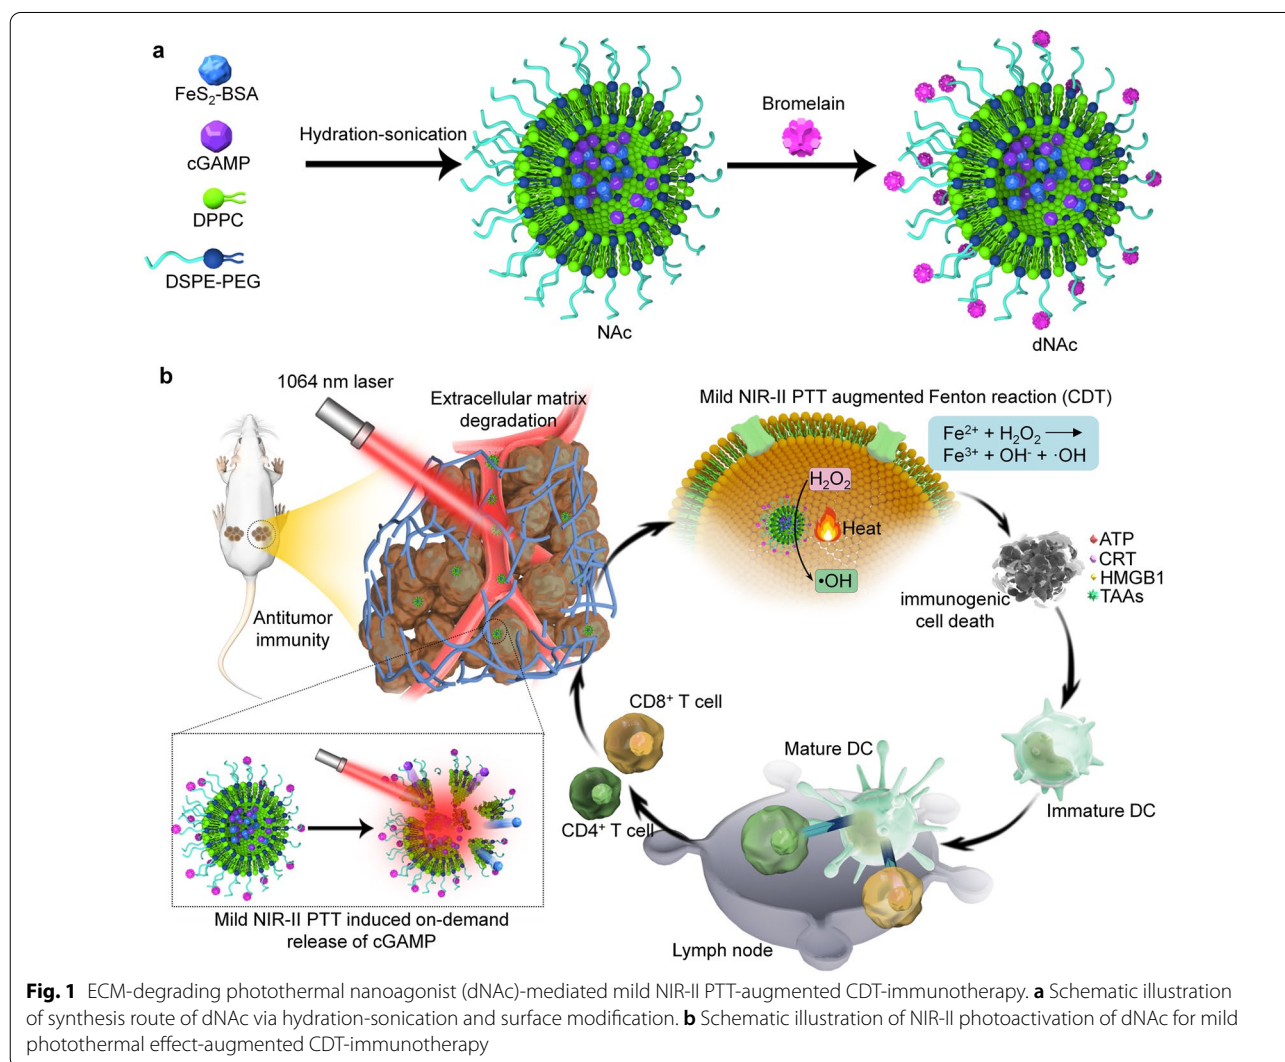 a
FeS₂-BSA
cGAMP
DPPC
DSPE-PEG
Hydration-sonication
NAc
Bromelain
dNAc
b
1064 nm laser
Extracellular matrix
degradation
Antitumor
immunity
Mild NIR-II PTT augmented Fenton reaction (CDT)
Fe²⁺ + H₂O₂ ⟶
Fe³⁺ + OH⁻ + ·OH
H₂O₂
Heat
•OH
immunogenic
cell death
ATP
CRT
HMGB1
TAAs
Immature DC
Mature DC
Lymph node
CD8⁺ T cell
CD4⁺ T cell
Mild NIR-II PTT induced on-demand
release of cGAMP
Fig. 1 ECM-degrading photothermal nanoagonist (dNAc)-mediated mild NIR-II PTT-augmented CDT-immunotherapy. a Schematic illustration
of synthesis route of dNAc via hydration-sonication and surface modification. b Schematic illustration of NIR-II photoactivation of dNAc for mild
photothermal effect-augmented CDT-immunotherapy